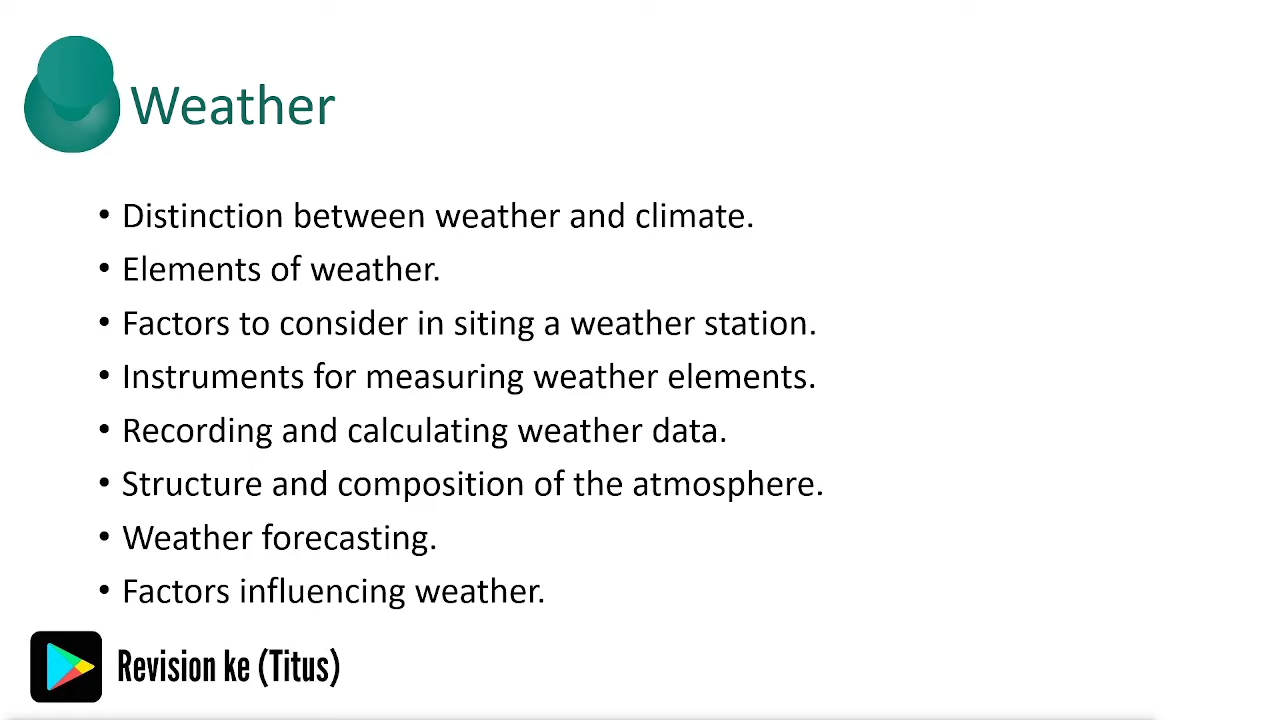 Weather
• Distinction between weather and climate.
• Elements of weather.
• Factors to consider in siting a weather station.
• Instruments for measuring weather elements.
• Recording and calculating weather data.
• Structure and composition of the atmosphere.
• Weather forecasting.
• Factors influencing weather.
Revision ke (Titus)